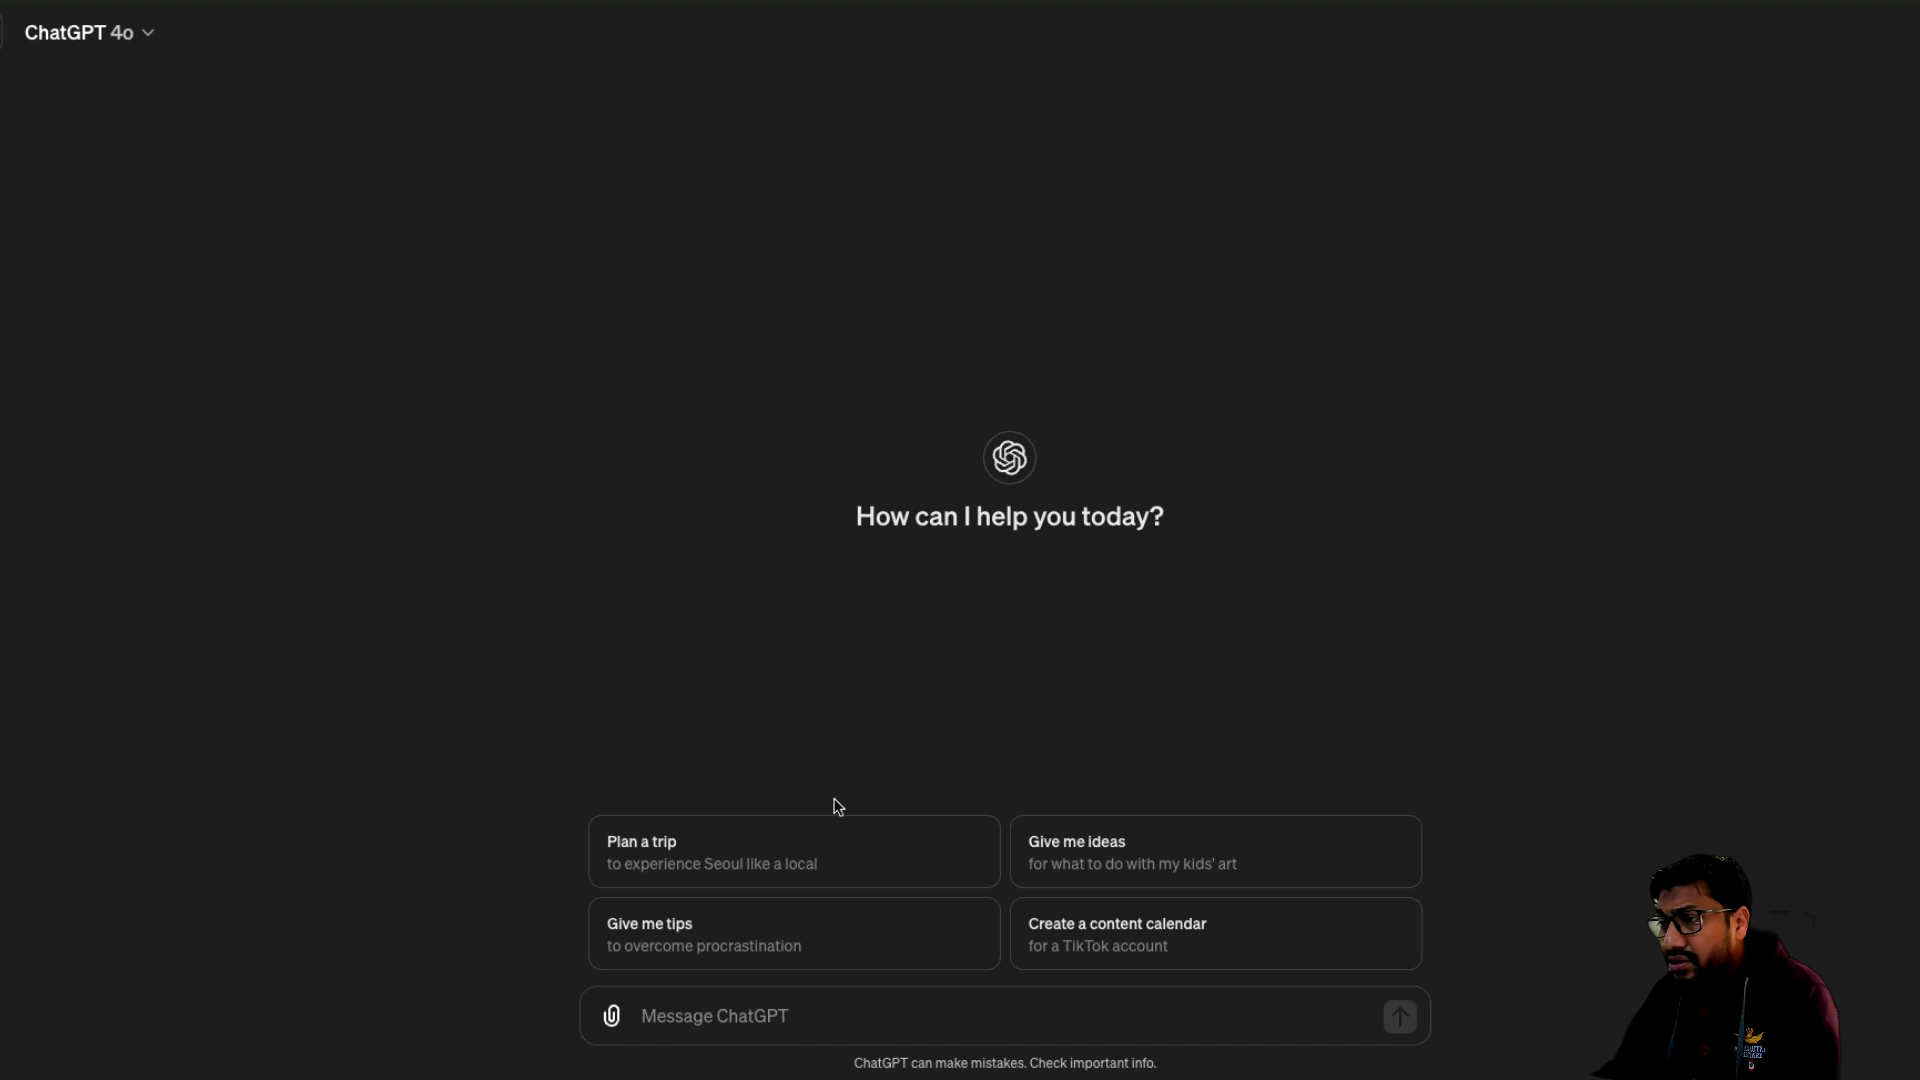 ChatGPT 4o
How can I help you today?
Plan a trip
to experience Seoul like a local
Give me ideas
for what to do with my kids' art
Give me tips
to overcome procrastination
Create a content calendar
for a TikTok account
Message ChatGPT
ChatGPT can make mistakes. Check important info.